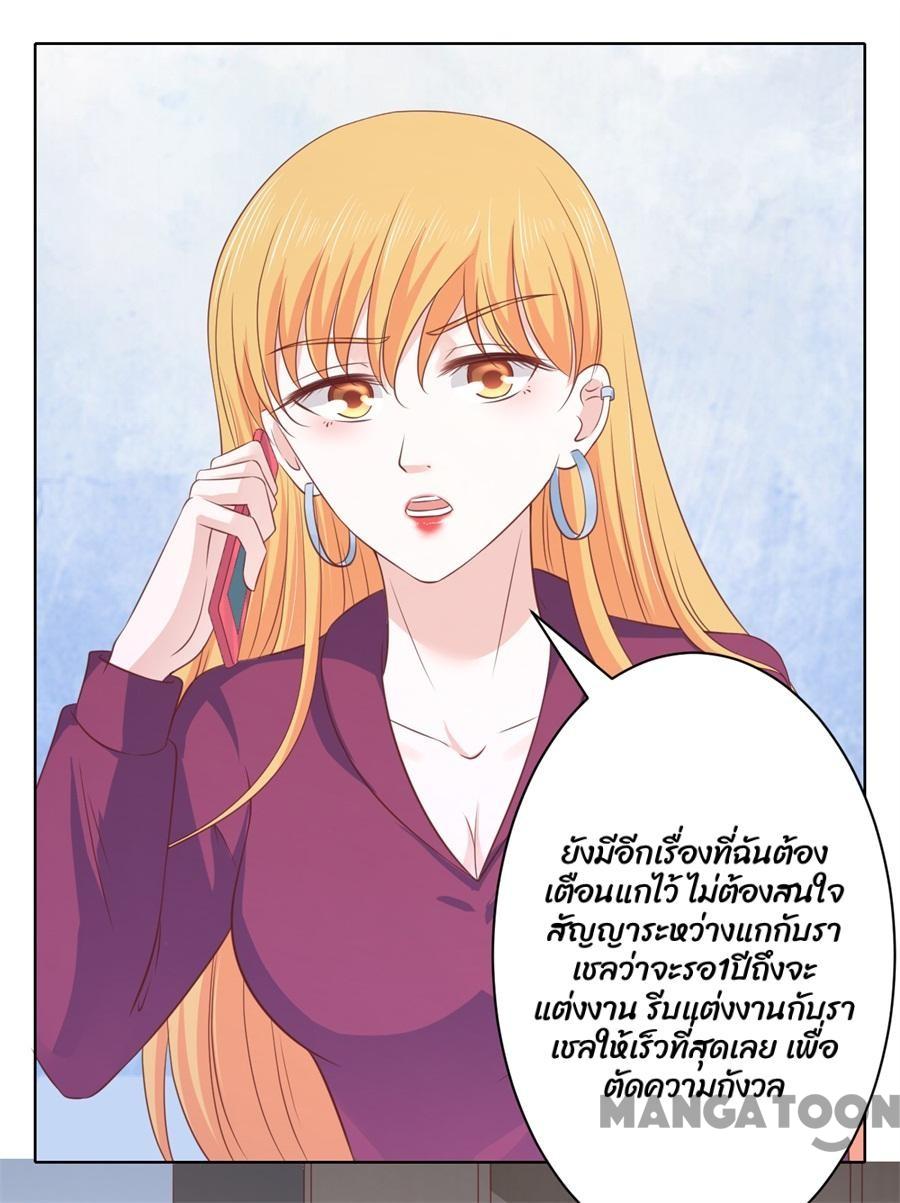 ยังมีอีกเรื่องที่ฉันต้อง
เตือนแกไว้ ไม่ต้องสนใจ
สัญญาระหว่างแกกับรา
เชลว่าจะรอ1ปีถึงจะ
แต่งงาน รีบแต่งงานกับรา
เชลให้เร็วที่สุดเลย เพื่อ
ตัดความกังวล
MANGATOON